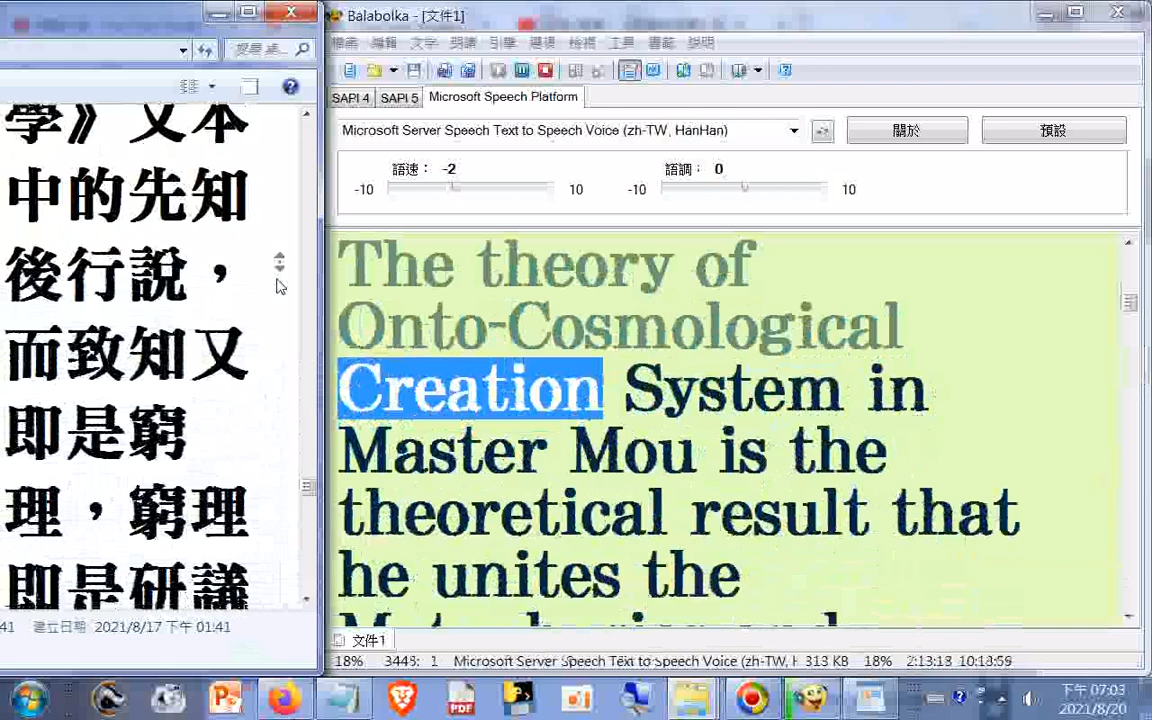 Balabolka - [文件1]
檔案 編輯 文字 朗讀 引擎 選項 檢視 工具 書籤 說明
SAPI 4 SAPI 5 Microsoft Speech Platform
Microsoft Server Speech Text to Speech Voice (zh-TW, HanHan)
關於 預設
語速： -2 語調： 0
-10 10 -10 10
學》文本
中的先知
後行說，
而致知又
即是窮
理，窮理
即是研議
41 建立日期 2021/8/17 下午 01:41
The theory of
Onto-Cosmological
Creation System in
Master Mou is the
theoretical result that
he unites the
文件1
18% 3448: 1 Microsoft Server Speech Text to Speech Voice (zh-TW, H 313 KB 18% 2:13:13 10:18:59
下午 07:03
2021/8/20